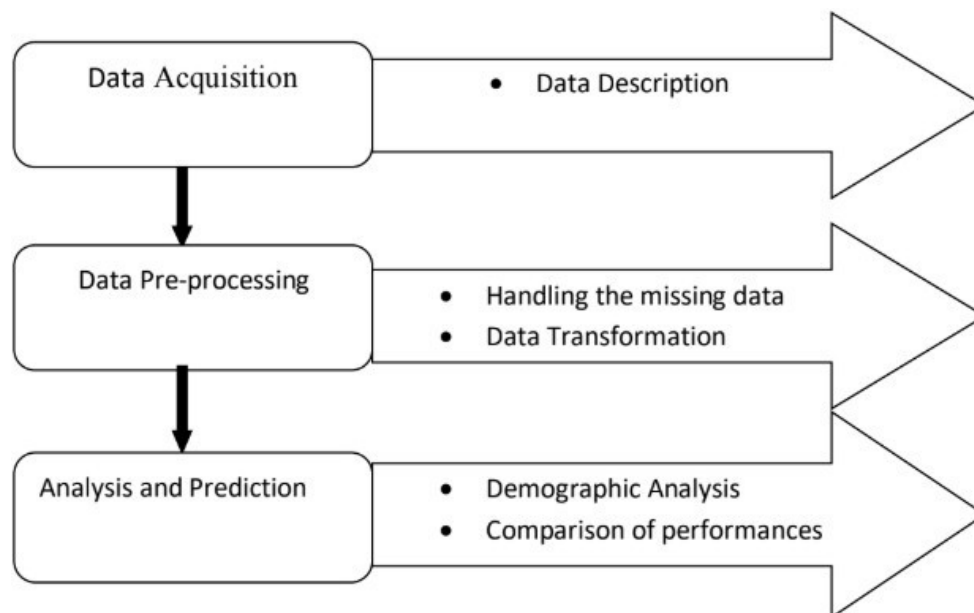 Data Acquisition
• Data Description
Data Pre-processing
• Handling the missing data
• Data Transformation
Analysis and Prediction
• Demographic Analysis
• Comparison of performances